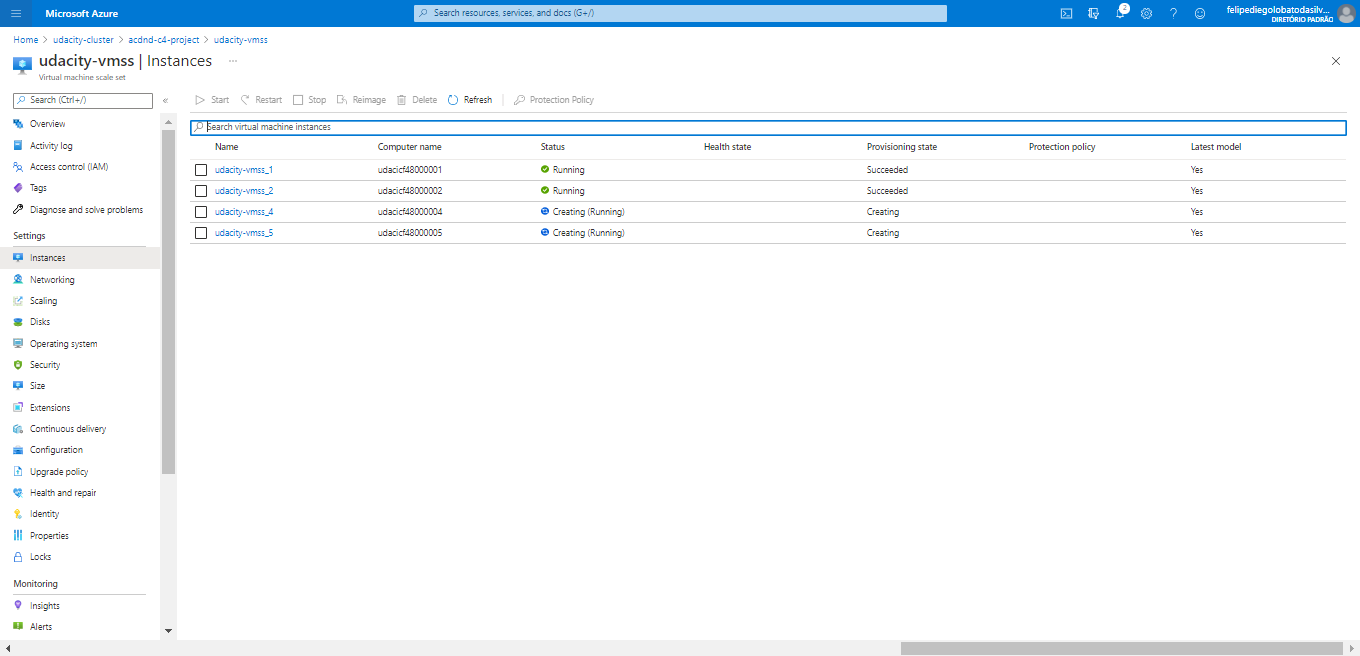 Microsoft Azure
Search resources, services, and docs (G+/)
2
felipediegolobatodasilv...
DIRETÓRIO PADRÃO
Home > udacity-cluster > acdnd-c4-project > udacity-vmss
udacity-vmss | Instances ...
Virtual machine scale set
Search (Ctrl+/)
«
Overview
Activity log
Access control (IAM)
Tags
Diagnose and solve problems
Settings
Instances
Networking
Scaling
Disks
Operating system
Security
Size
Extensions
Continuous delivery
Configuration
Upgrade policy
Health and repair
Identity
Properties
Locks
Monitoring
Insights
Alerts
Start Restart Stop Reimage Delete Refresh Protection Policy
Search virtual machine instances
Name Computer name Status Health state Provisioning state Protection policy Latest model
udacity-vmss_1 udacicf48000001 Running Succeeded Yes
udacity-vmss_2 udacicf48000002 Running Succeeded Yes
udacity-vmss_4 udacicf48000004 Creating (Running) Creating Yes
udacity-vmss_5 udacicf48000005 Creating (Running) Creating Yes